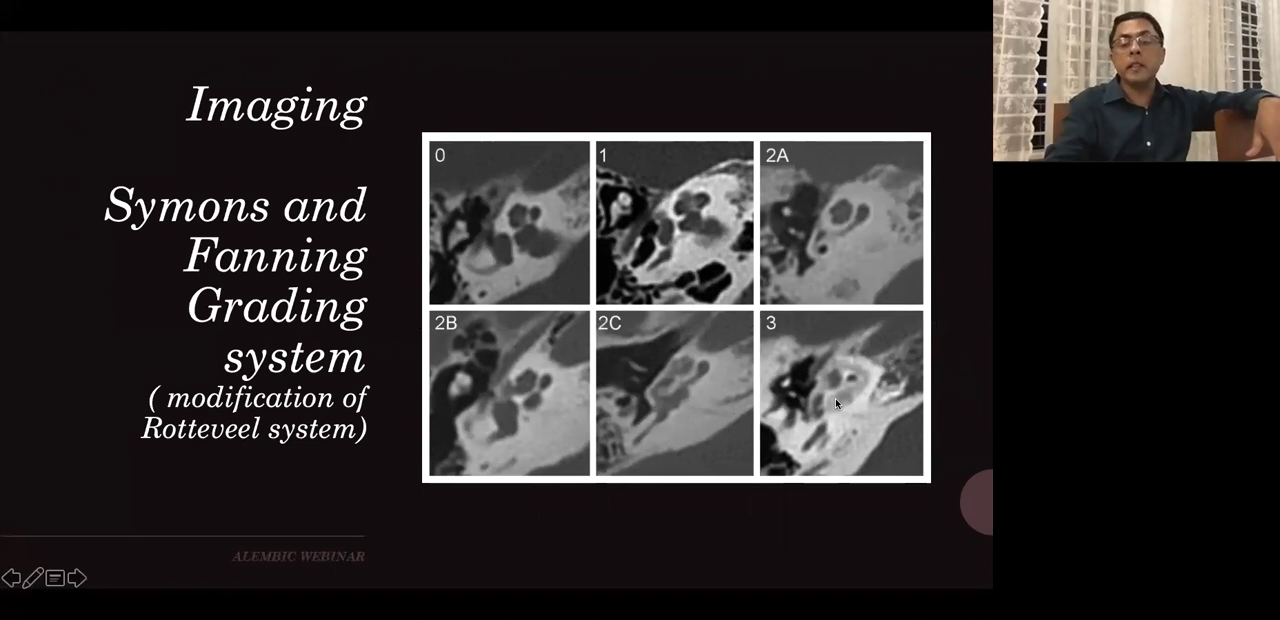 Imaging
Symons and
Fanning
Grading
system
( modification of
Rotteveel system)
ALEMBIC WEBINAR
0
1
2A
2B
2C
3